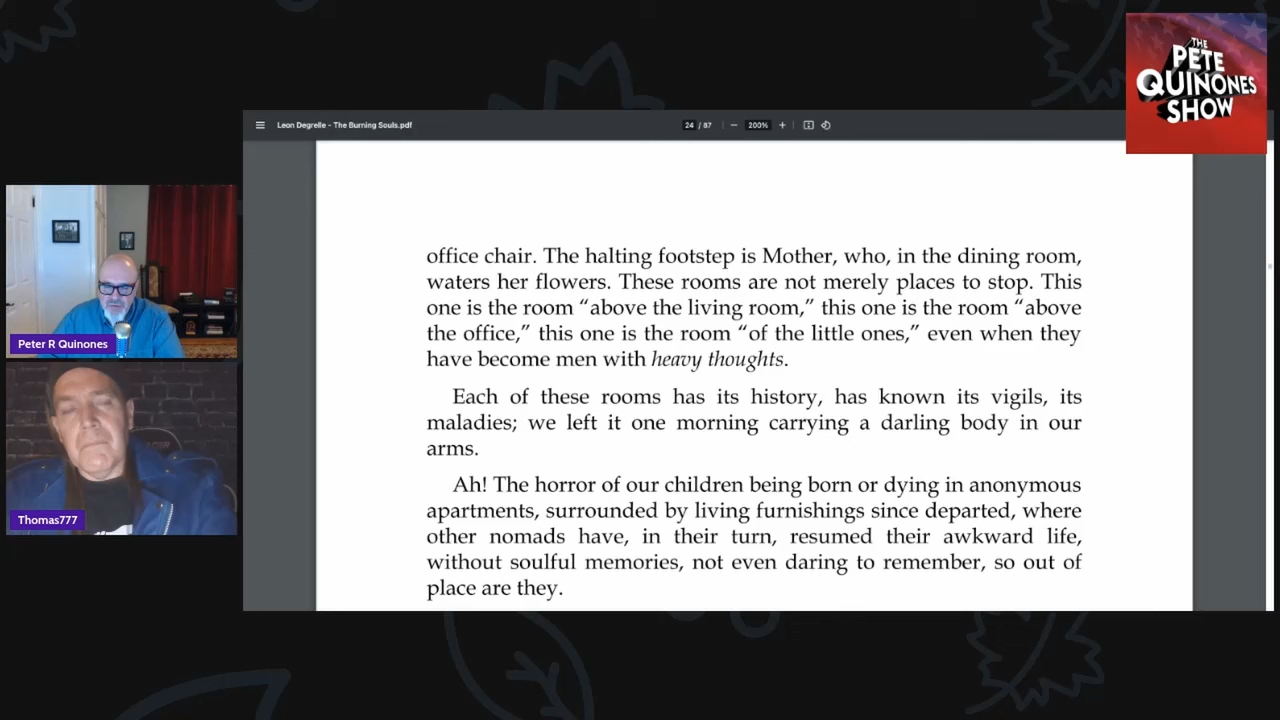 THE
PETE
QUINONES
SHOW
Leon Degrelle - The Burning Souls.pdf
24 / 87
200%
office chair. The halting footstep is Mother, who, in the dining room,
waters her flowers. These rooms are not merely places to stop. This
one is the room “above the living room,” this one is the room “above
the office,” this one is the room “of the little ones,” even when they
have become men with heavy thoughts.
Each of these rooms has its history, has known its vigils, its
maladies; we left it one morning carrying a darling body in our
arms.
Ah! The horror of our children being born or dying in anonymous
apartments, surrounded by living furnishings since departed, where
other nomads have, in their turn, resumed their awkward life,
without soulful memories, not even daring to remember, so out of
place are they.
Peter R Quinones
Thomas777